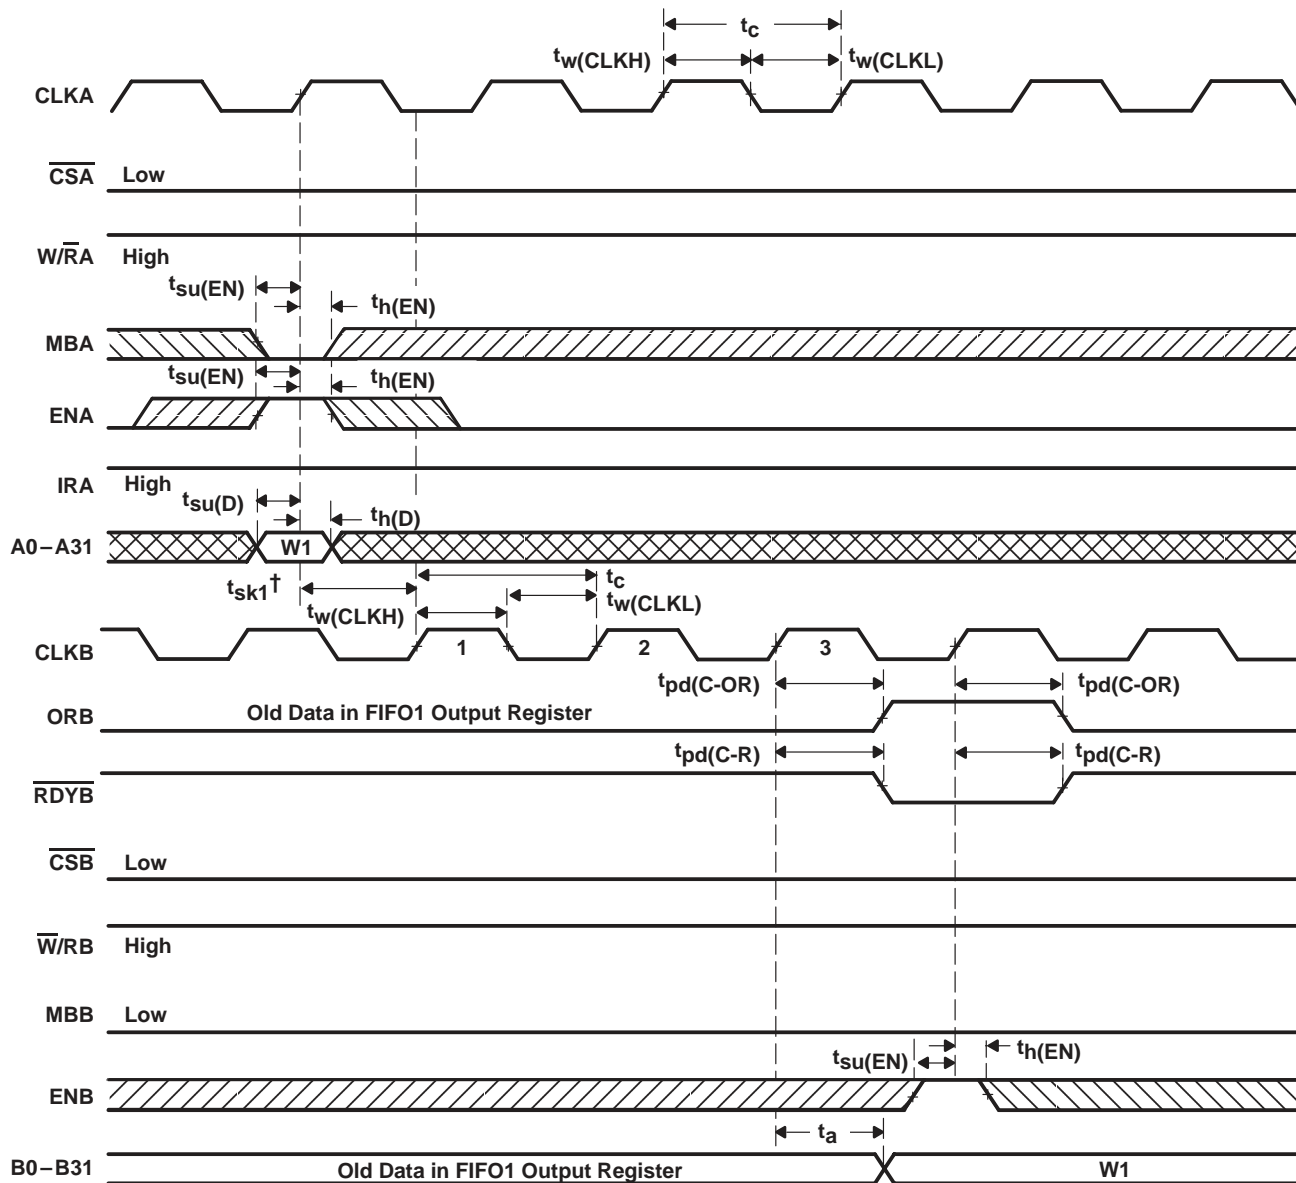 tc
tw(CLKH) tw(CLKL)
CLKA
CSA Low
W/RA High
tsu(EN) th(EN)
MBA
tsu(EN) th(EN)
ENA
IRA High
tsu(D) th(D)
A0–A31 W1
tsk1† tc
tw(CLKH) tw(CLKL)
CLKB 1 2 3
tpd(C-OR) tpd(C-OR)
ORB Old Data in FIFO1 Output Register
tpd(C-R) tpd(C-R)
RDYB
CSB Low
W/RB High
MBB Low
tsu(EN) th(EN)
ENB
ta
B0–B31 Old Data in FIFO1 Output Register W1